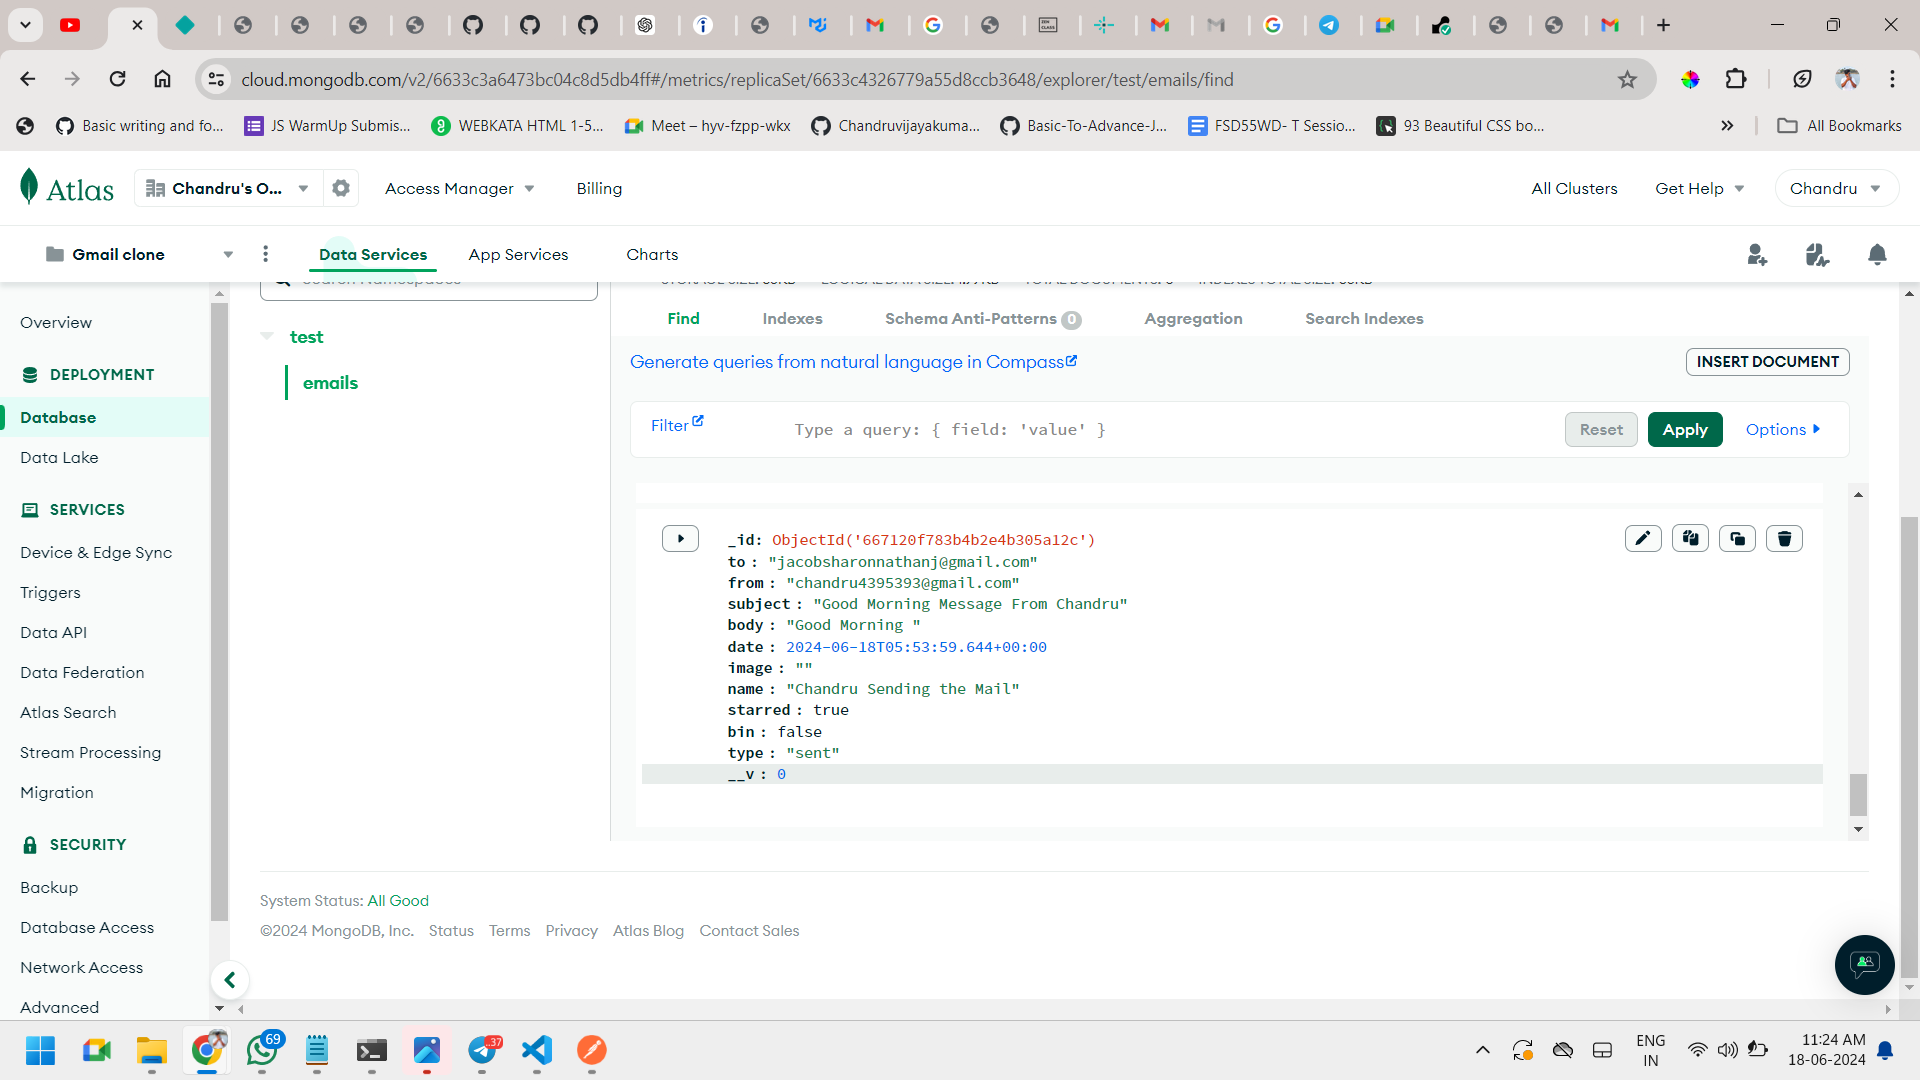 cloud.mongodb.com/v2/6633c3a6473bc04c8d5db4ff#/metrics/replicaSet/6633c4326779a55d8ccb3648/explorer/test/emails/find
Basic writing and fo...
JS WarmUp Submis...
WEBKATA HTML 1-5...
Meet – hyv-fzpp-wkx
Chandruvijayakuma...
Basic-To-Advance-J...
FSD55WD- T Sessio...
93 Beautiful CSS bo...
All Bookmarks
Atlas
Chandru's O...
Access Manager
Billing
All Clusters
Get Help
Chandru
Gmail clone
Data Services
App Services
Charts
Overview
DEPLOYMENT
Database
Data Lake
SERVICES
Device & Edge Sync
Triggers
Data API
Data Federation
Atlas Search
Stream Processing
Migration
SECURITY
Backup
Database Access
Network Access
Advanced
test
emails
Find
Indexes
Schema Anti-Patterns 0
Aggregation
Search Indexes
Generate queries from natural language in Compass
INSERT DOCUMENT
Filter
Type a query: { field: 'value' }
Reset
Apply
Options
_id: ObjectId('667120f783b4b2e4b305a12c')
to : "jacobsharonnathanj@gmail.com"
from : "chandru4395393@gmail.com"
subject : "Good Morning Message From Chandru"
body : "Good Morning "
date : 2024-06-18T05:53:59.644+00:00
image : ""
name : "Chandru Sending the Mail"
starred : true
bin : false
type : "sent"
__v : 0
System Status: All Good
©2024 MongoDB, Inc.
Status
Terms
Privacy
Atlas Blog
Contact Sales
69
..37
ENG
IN
11:24 AM
18-06-2024